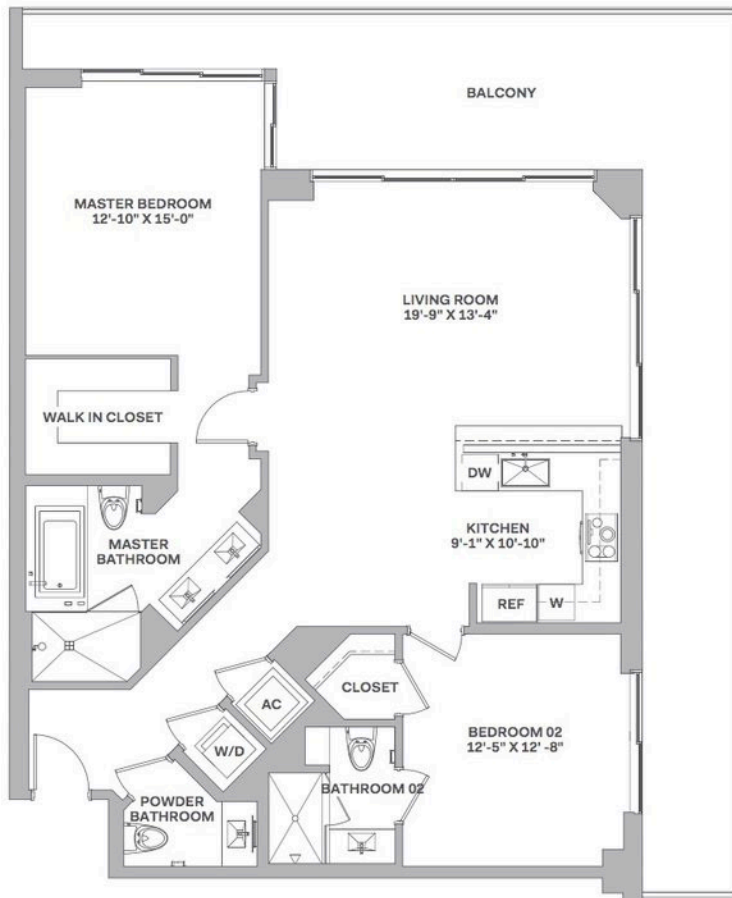 BALCONY
MASTER BEDROOM
12'-10" X 15'-0"
LIVING ROOM
19'-9" X 13'-4"
WALK IN CLOSET
DW
KITCHEN
9'-1" X 10'-10"
MASTER
BATHROOM
REF
W
CLOSET
AC
BEDROOM 02
12'-5" X 12' -8"
W/D
BATHROOM 02
POWDER
BATHROOM